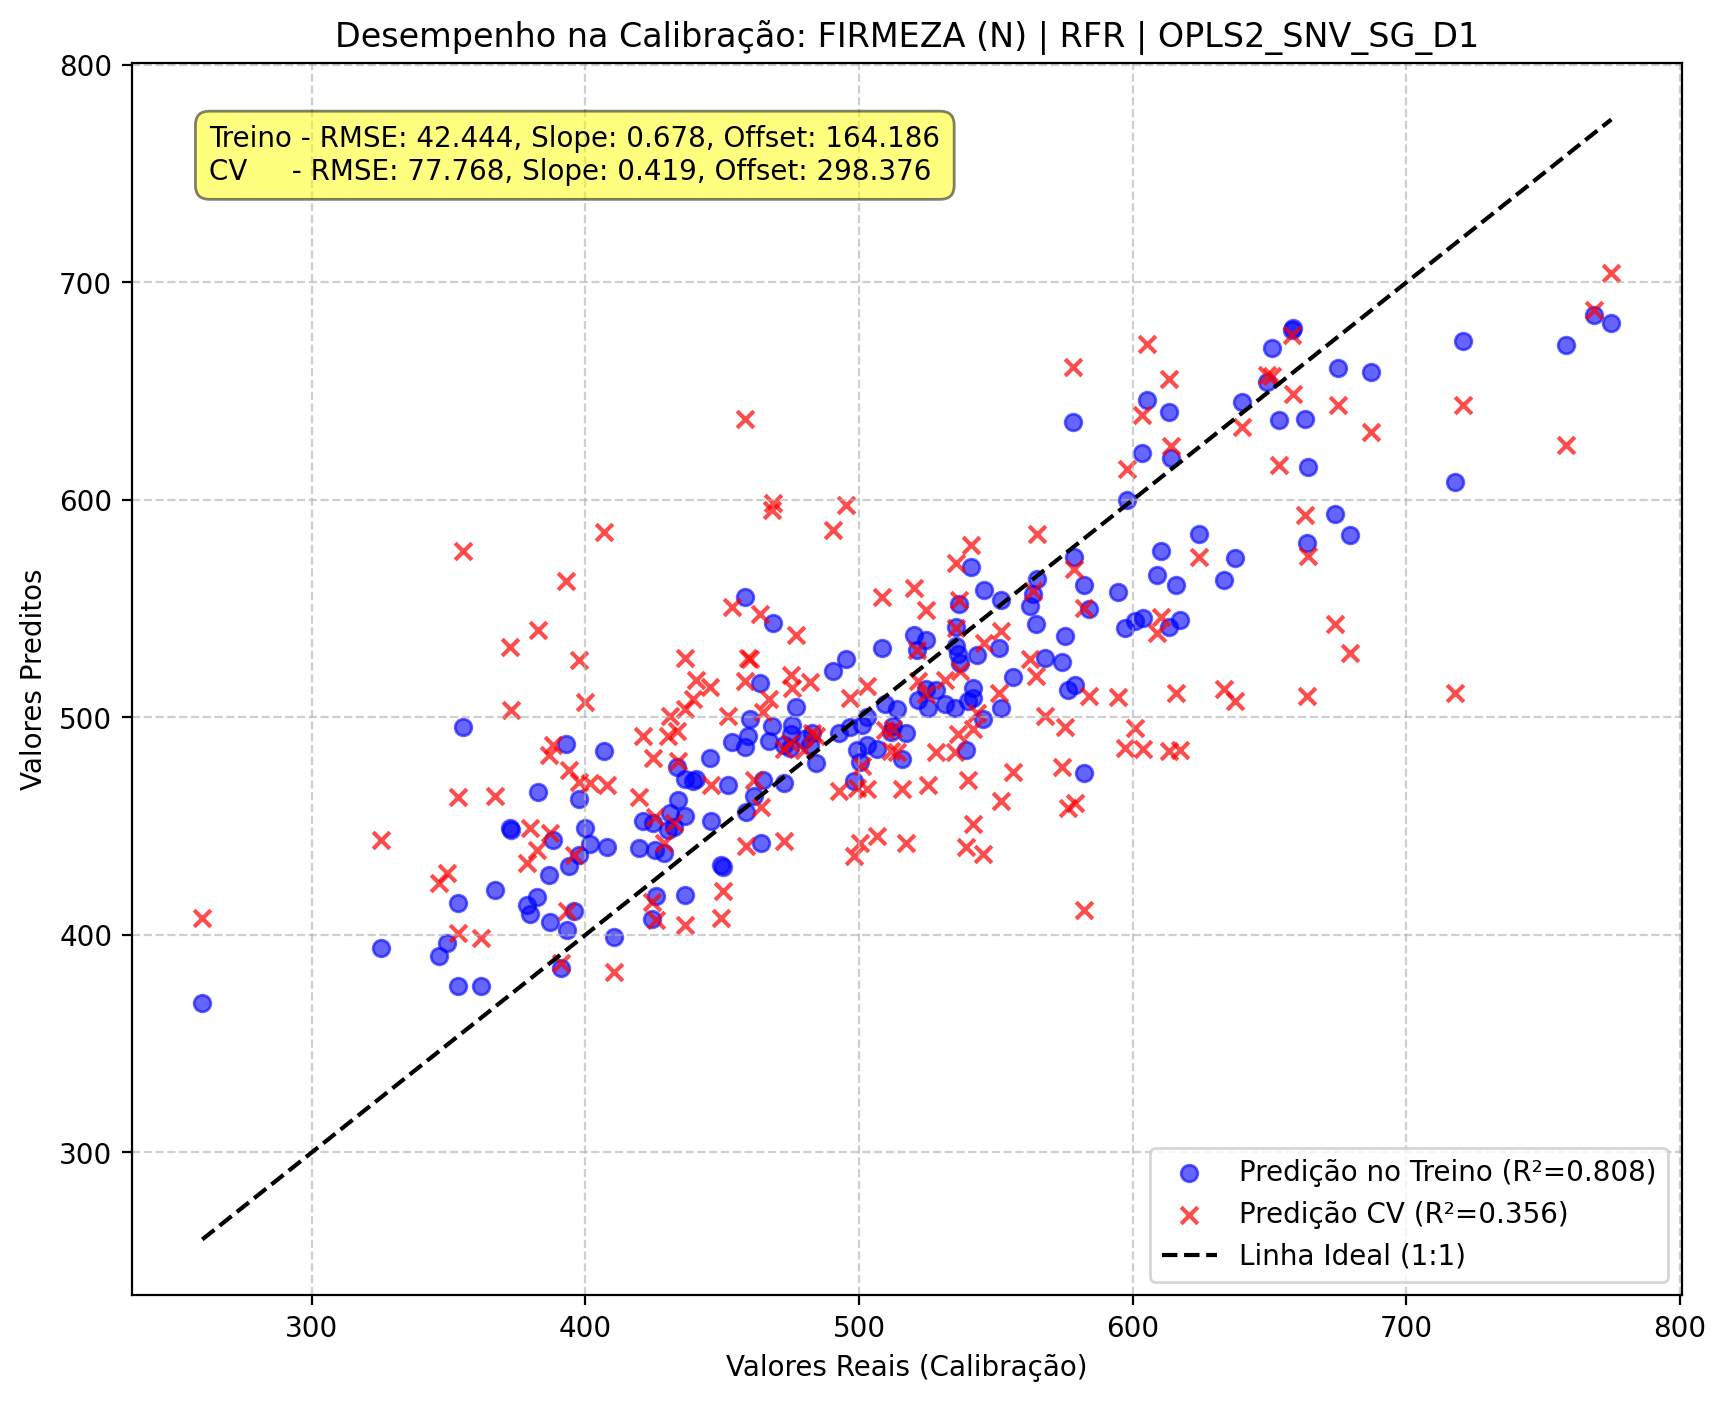 Desempenho na Calibração: FIRMEZA (N) | RFR | OPLS2_SNV_SG_D1
Treino - RMSE: 42.444, Slope: 0.678, Offset: 164.186
CV - RMSE: 77.768, Slope: 0.419, Offset: 298.376
Valores Preditos
800
700
600
500
400
300
Predição no Treino (R²=0.808)
Predição CV (R²=0.356)
Linha Ideal (1:1)
300 400 500 600 700 800
Valores Reais (Calibração)